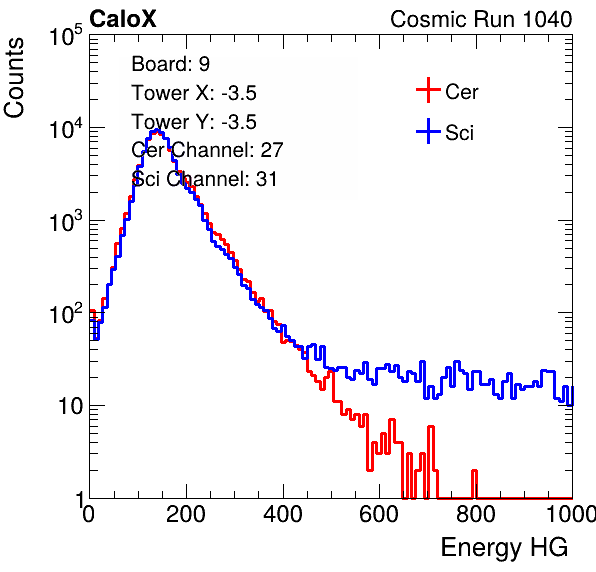 CaloX Cosmic Run 1040
Counts
10^5
10^4
10^3
10^2
10
1
Board: 9
Tower X: -3.5
Tower Y: -3.5
Cer Channel: 27
Sci Channel: 31
Cer
Sci
0 200 400 600 800 1000
Energy HG